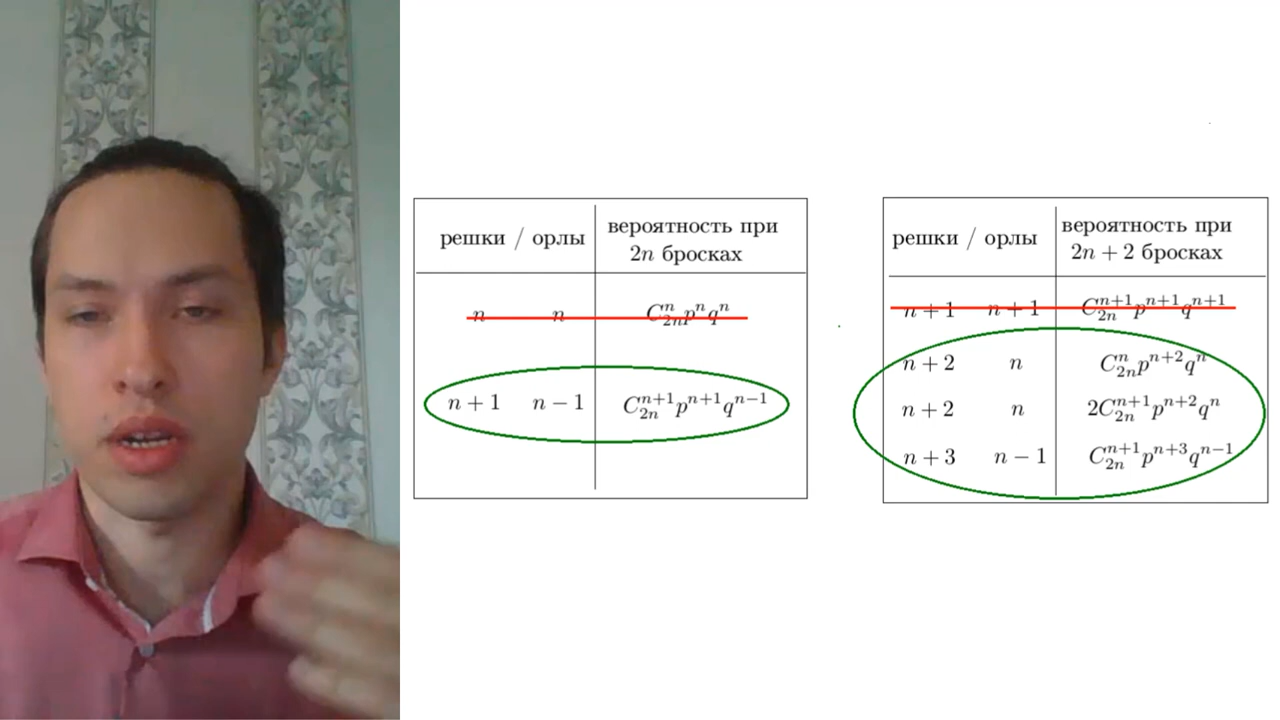 решки / орлы
вероятность при
2n бросках
n n C_{2n}^{n}p^{n}q^{n}
n + 1 n − 1 C_{2n}^{n+1}p^{n+1}q^{n−1}
решки / орлы
вероятность при
2n + 2 бросках
n + 1 n + 1 C_{2n}^{n+1}p^{n+1}q^{n+1}
n + 2 n C_{2n}^{n}p^{n+2}q^{n}
n + 2 n 2C_{2n}^{n+1}p^{n+2}q^{n}
n + 3 n − 1 C_{2n}^{n+1}p^{n+3}q^{n−1}